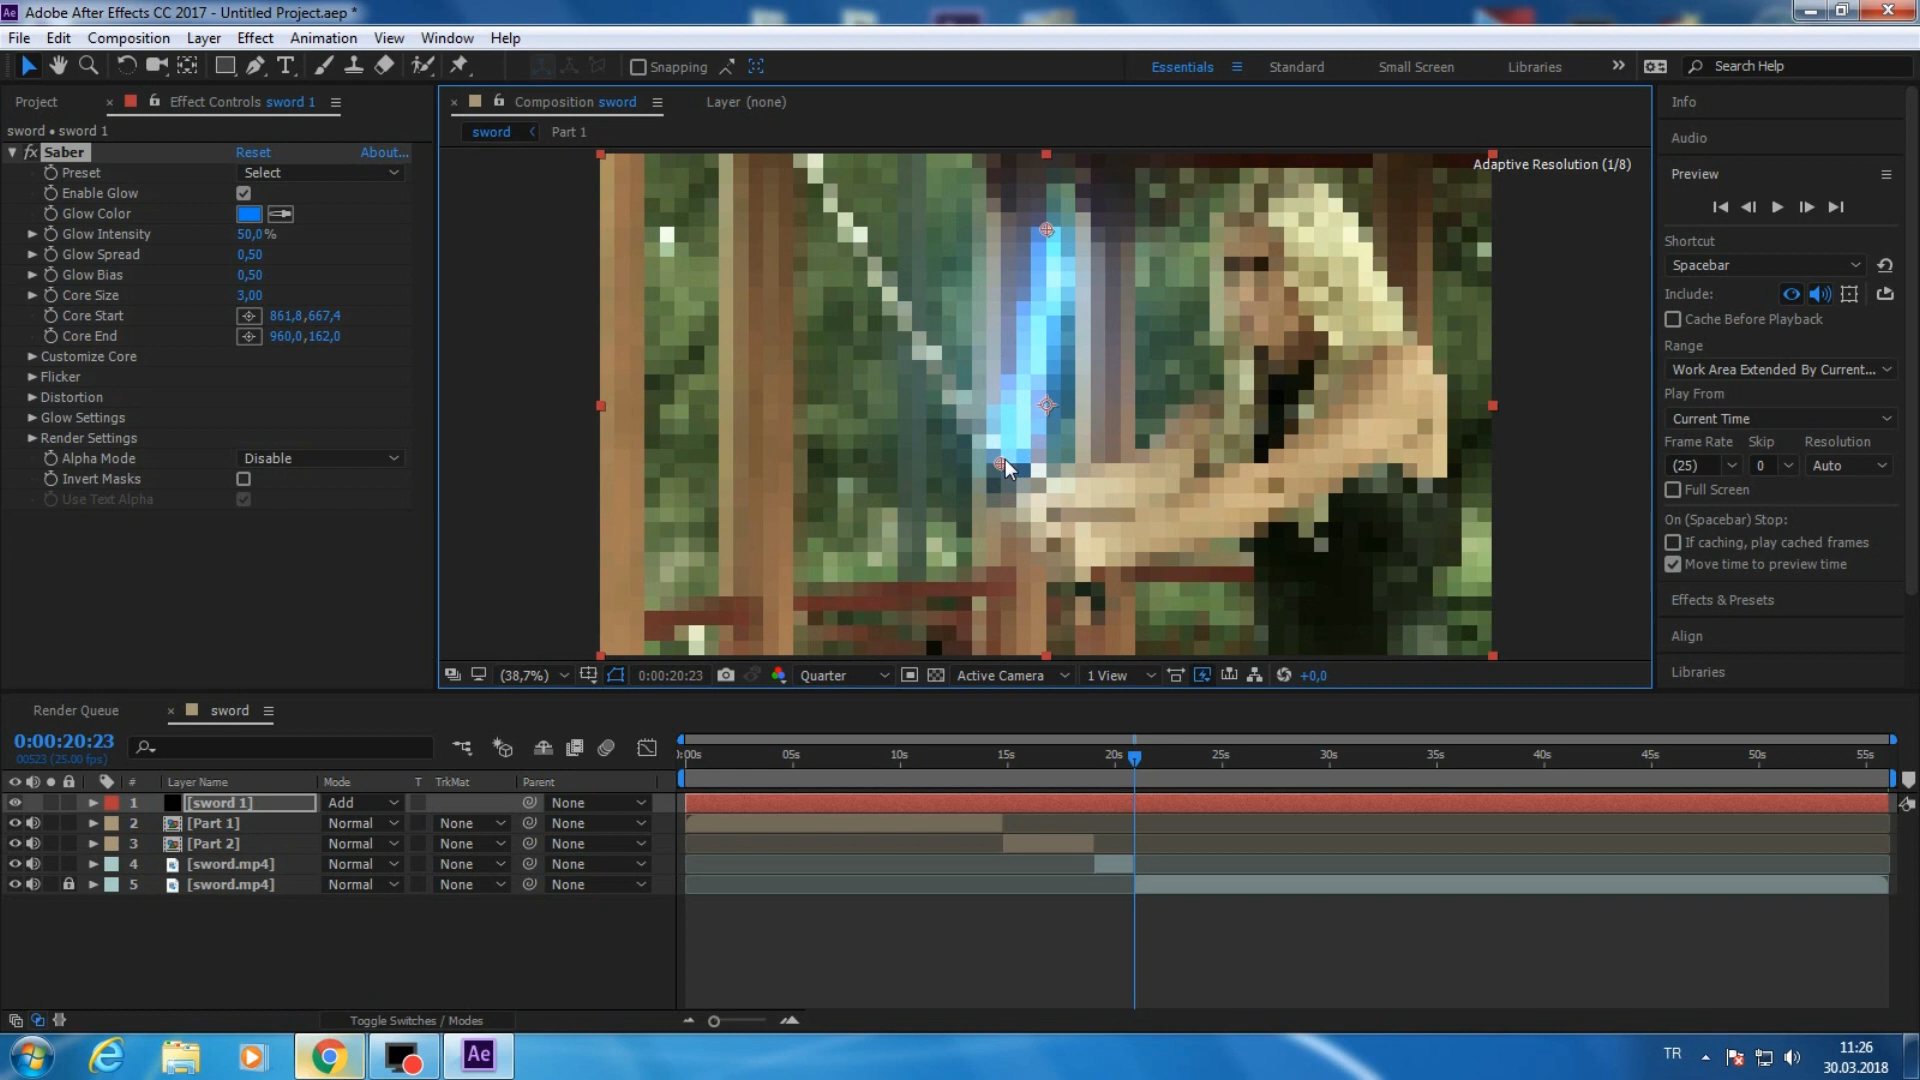 Adobe After Effects CC 2017 - Untitled Project.aep *
File Edit Composition Layer Effect Animation View Window Help
Snapping Essentials Standard Small Screen Libraries Search Help
Project Effect Controls sword 1 Composition sword Layer (none) Info
sword • sword 1 sword Part 1
Audio
fx Saber Reset About...
Adaptive Resolution (1/8)
Preset Select Preview
Enable Glow
Glow Color
Glow Intensity 50,0%
Shortcut
Glow Spread 0,50 Spacebar
Glow Bias 0,50
Core Size 3,00 Include:
Core Start 861,8,667,4 Cache Before Playback
Core End 960,0,162,0 Range
Customize Core Work Area Extended By Current...
Flicker
Distortion Play From
Glow Settings Current Time
Render Settings Frame Rate Skip Resolution
Alpha Mode Disable (25) 0 Auto
Invert Masks Full Screen
Use Text Alpha On (Spacebar) Stop:
If caching, play cached frames
Move time to preview time
Effects & Presets
Align
(38,7%) 0:00:20:23 Quarter Active Camera 1 View +0,0 Libraries
Render Queue sword
0:00:20:23
00523 (25.00 fps) :00s 05s 10s 15s 20s 25s 30s 35s 40s 45s 50s 55s
# Layer Name Mode T TrkMat Parent
1 [sword 1] Add None
2 [Part 1] Normal None None
3 [Part 2] Normal None None
4 [sword.mp4] Normal None None
5 [sword.mp4] Normal None None
Toggle Switches / Modes
Ae TR 11:26
30.03.2018